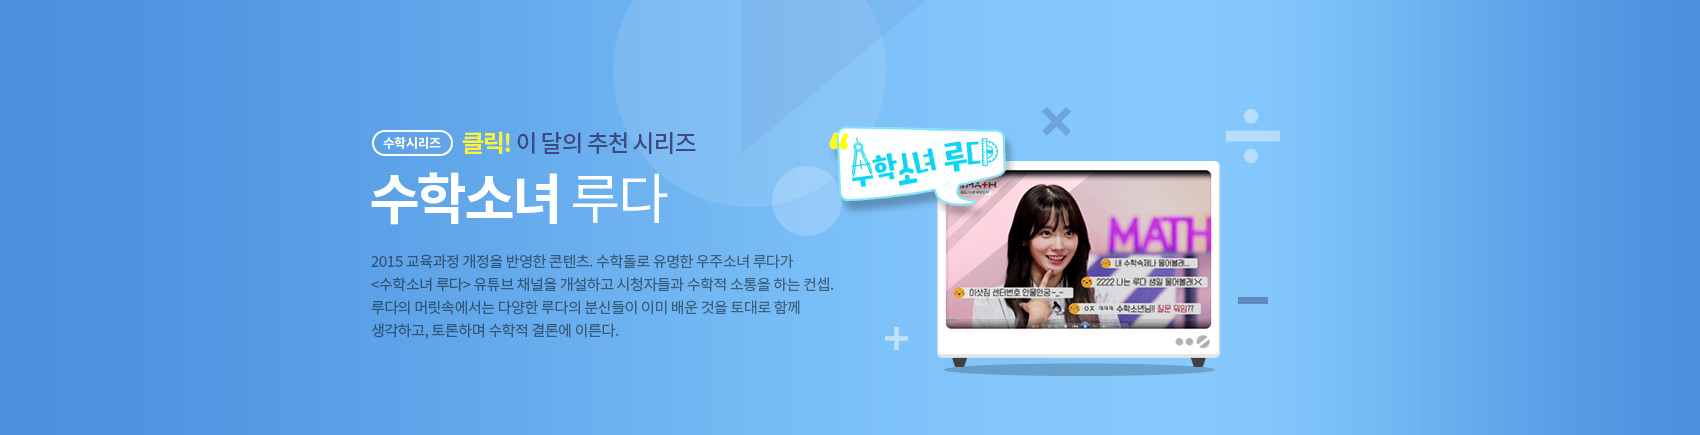 수학시리즈 클릭! 이 달의 추천 시리즈
수학소녀 루다
2015 교육과정 개정을 반영한 콘텐츠. 수학돌로 유명한 우주소녀 루다가
<수학소녀 루다> 유튜브 채널을 개설하고 시청자들과 수학적 소통을 하는 컨셉.
루다의 머릿속에서는 다양한 루다의 분신들이 이미 배운 것을 토대로 함께
생각하고, 토론하며 수학적 결론에 이른다.
“수학소녀 루다
MATH
내 수학숙제나 물어볼래...
2222 나는 루다 생일 물어볼래><
이삿짐 센터번호 인물안궁~_~
수학소년님!! 질문 뭐임??